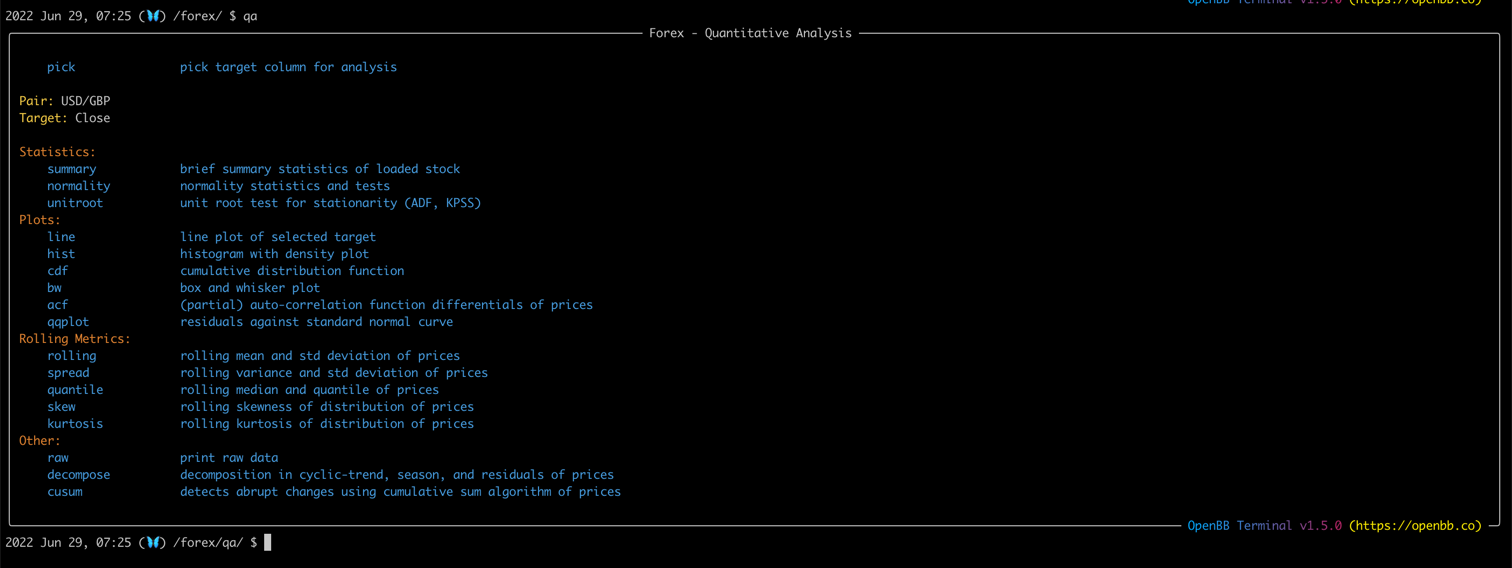 OpenBB Terminal v1.5.0 (https://openbb.co)
2022 Jun 29, 07:25 (🦋) /forex/ $ qa
Forex - Quantitative Analysis
pick pick target column for analysis
Pair: USD/GBP
Target: Close
Statistics:
summary brief summary statistics of loaded stock
normality normality statistics and tests
unitroot unit root test for stationarity (ADF, KPSS)
Plots:
line line plot of selected target
hist histogram with density plot
cdf cumulative distribution function
bw box and whisker plot
acf (partial) auto-correlation function differentials of prices
qqplot residuals against standard normal curve
Rolling Metrics:
rolling rolling mean and std deviation of prices
spread rolling variance and std deviation of prices
quantile rolling median and quantile of prices
skew rolling skewness of distribution of prices
kurtosis rolling kurtosis of distribution of prices
Other:
raw print raw data
decompose decomposition in cyclic-trend, season, and residuals of prices
cusum detects abrupt changes using cumulative sum algorithm of prices
OpenBB Terminal v1.5.0 (https://openbb.co)
2022 Jun 29, 07:25 (🦋) /forex/qa/ $